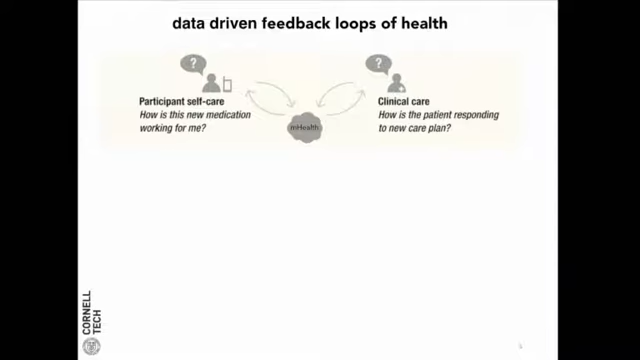 data driven feedback loops of health
?
?
Participant self-care
How is this new medication
working for me?
mHealth
Clinical care
How is the patient responding
to new care plan?
CORNELL
TECH